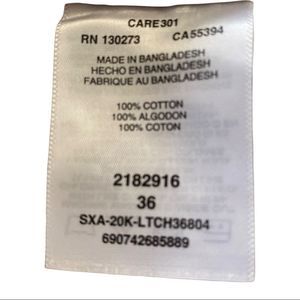 CARE301
RN 130273 CA55394
MADE IN BANGLADESH
HECHO EN BANGLADESH
FABRIQUE AU BANGLADESH
100% COTTON
100% ALGODON
100% COTON
2182916
36
SXA-20K-LTCH36804
690742685889